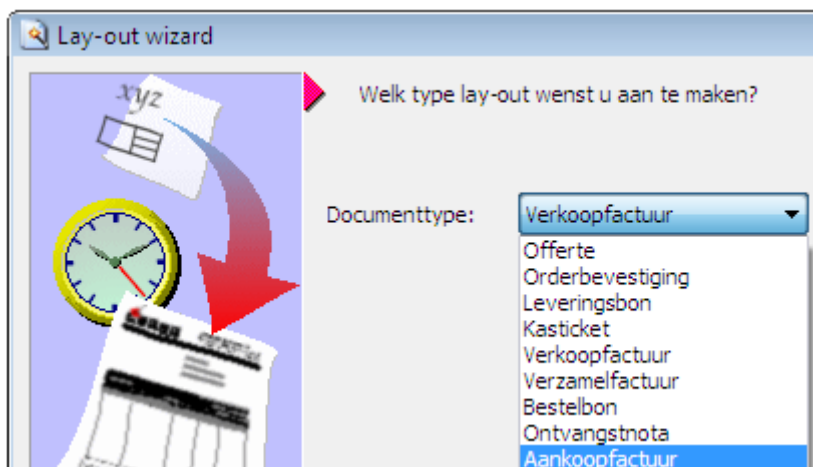 Lay-out wizard
xyz
Welk type lay-out wenst u aan te maken?
Documenttype:
Verkoopfactuur
Offerte
Orderbevestiging
Leveringsbon
Kasticket
Verkoopfactuur
Verzamelfactuur
Bestelbon
Ontvangstnota
Aankoopfactuur